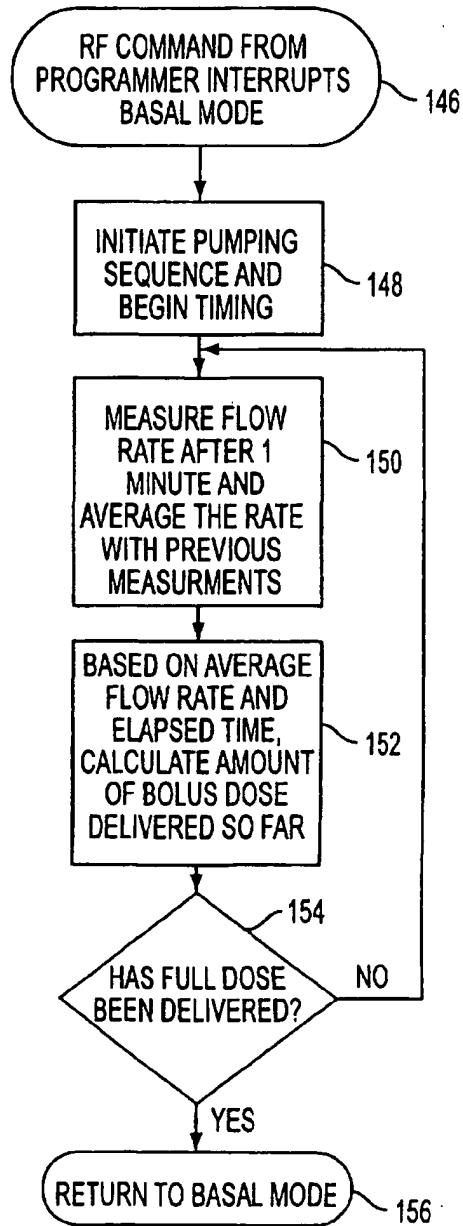 RF COMMAND FROM
PROGRAMMER INTERRUPTS
BASAL MODE
146
INITIATE PUMPING
SEQUENCE AND
BEGIN TIMING
148
MEASURE FLOW
RATE AFTER 1
MINUTE AND
AVERAGE THE RATE
WITH PREVIOUS
MEASURMENTS
150
BASED ON AVERAGE
FLOW RATE AND
ELAPSED TIME,
CALCULATE AMOUNT
OF BOLUS DOSE
DELIVERED SO FAR
152
154
HAS FULL DOSE
BEEN DELIVERED?
NO
YES
RETURN TO BASAL MODE
156